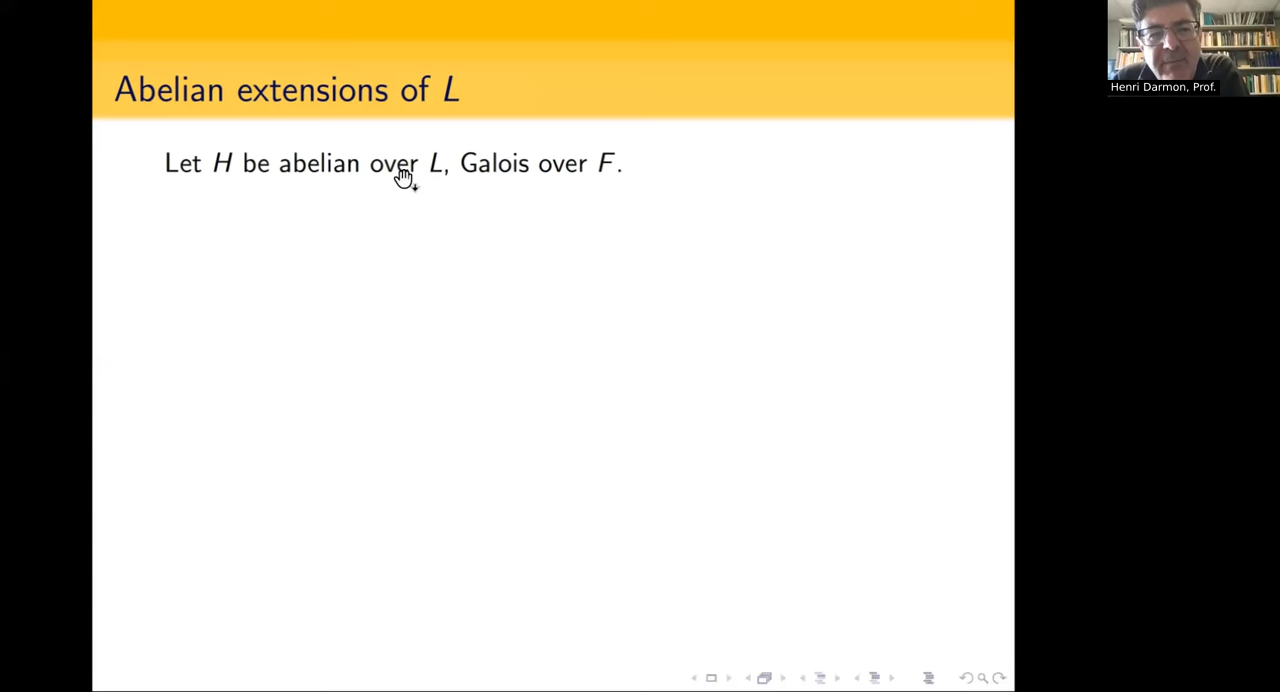 Abelian extensions of L
Henri Darmon, Prof.
Let H be abelian over L, Galois over F.